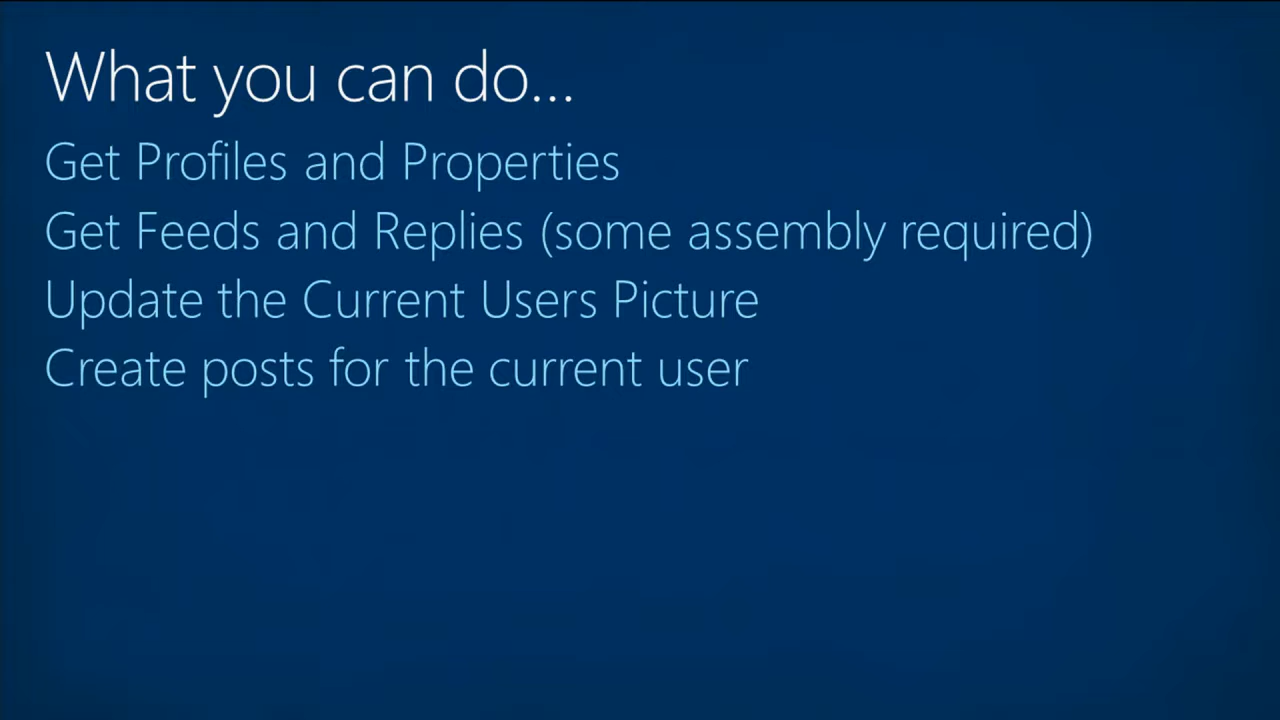 What you can do...
Get Profiles and Properties
Get Feeds and Replies (some assembly required)
Update the Current Users Picture
Create posts for the current user